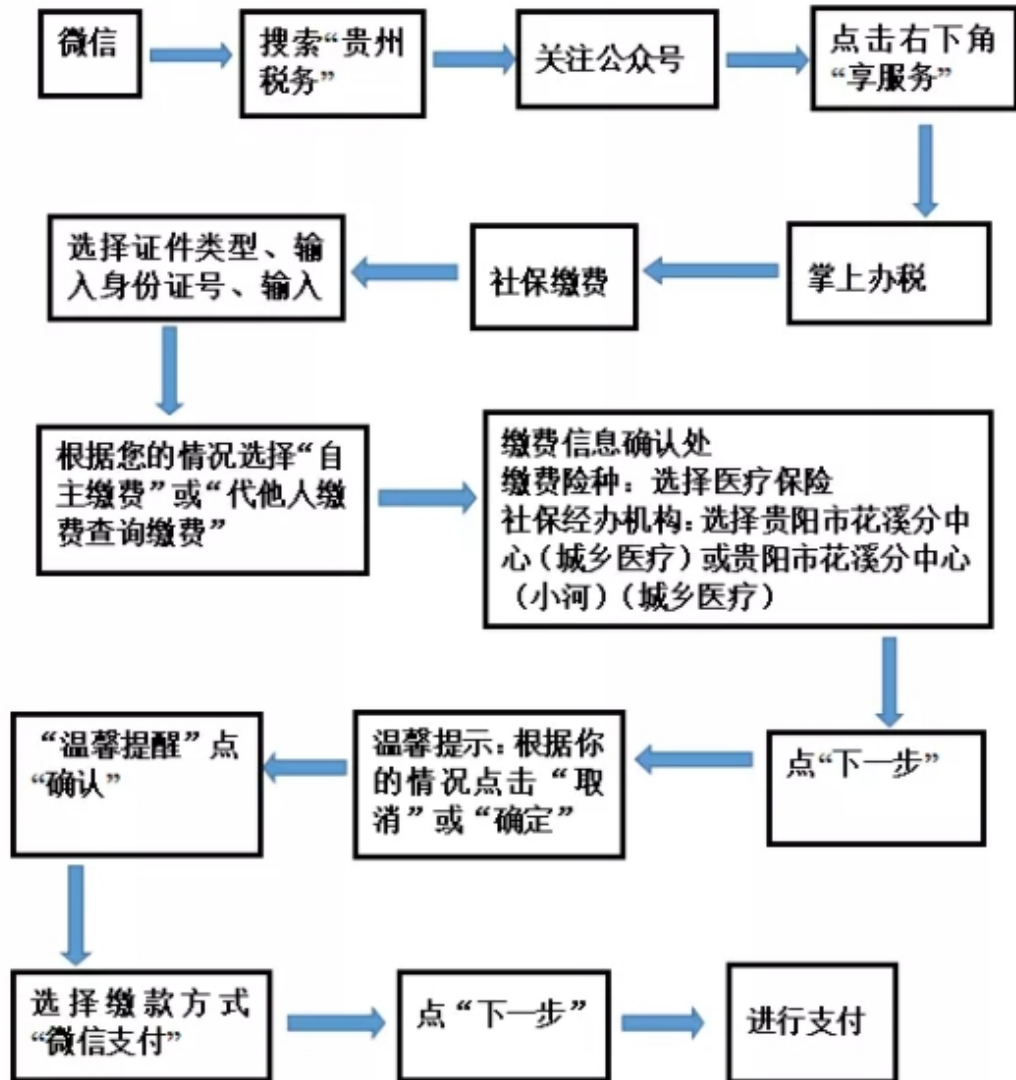 微信
搜索“贵州
税务”
关注公众号
点击右下角
“享服务”
掌上办税
社保缴费
选择证件类型、输
入身份证号、输入
根据您的情况选择“自
主缴费”或“代他人缴
费查询缴费”
缴费信息确认处
缴费险种：选择医疗保险
社保经办机构：选择贵阳市花溪分中
心（城乡医疗）或贵阳市花溪分中心
（小河）（城乡医疗）
点“下一步”
温馨提示：根据你
的情况点击“取
消”或“确定”
“温馨提醒”点
“确认”
选择缴款方式
“微信支付”
点“下一步”
进行支付